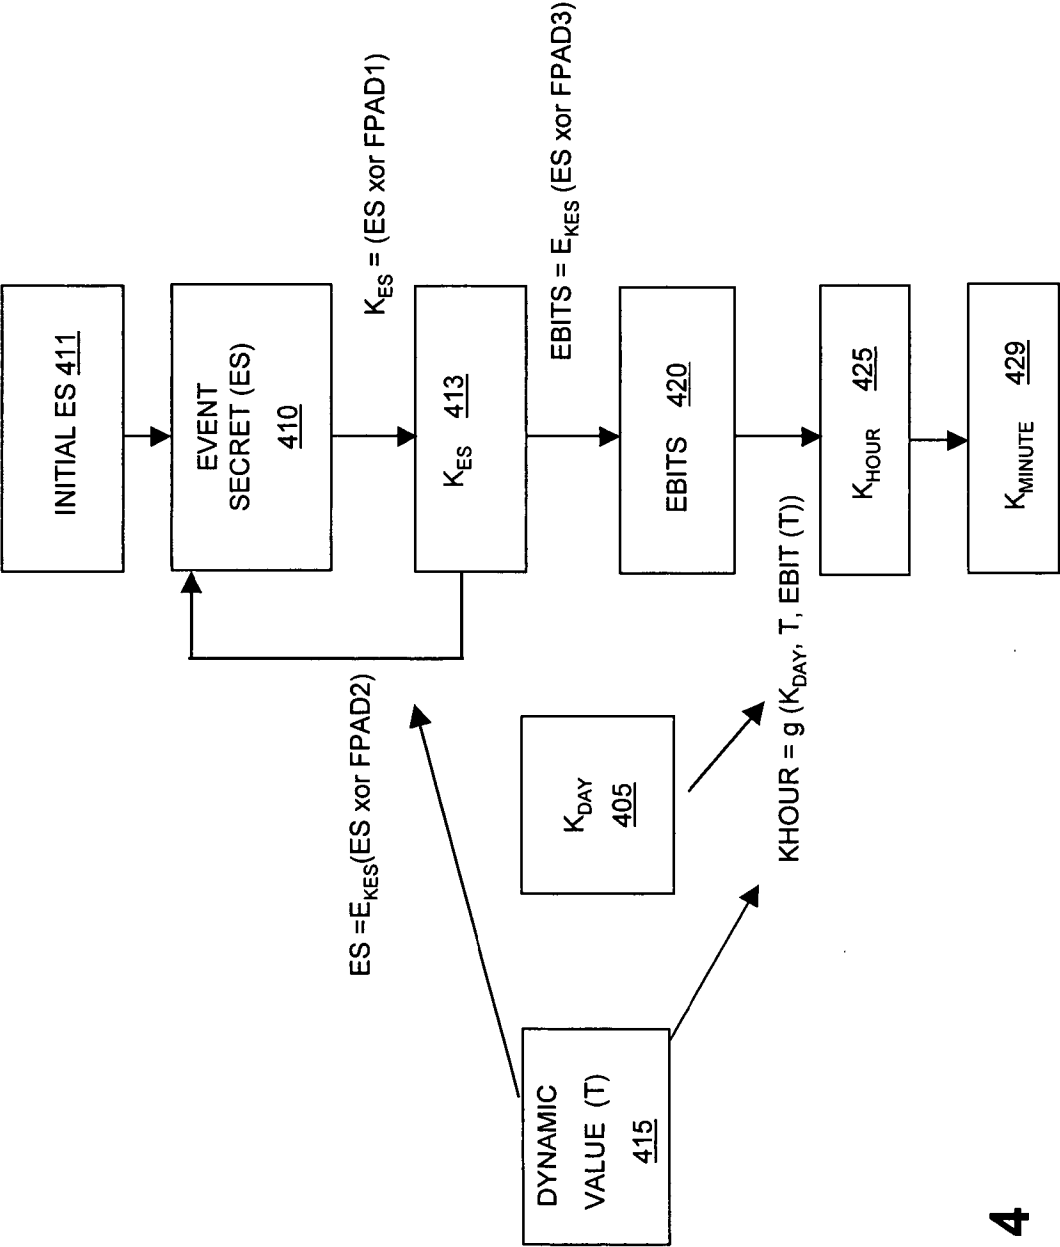 INITIAL ES 411
EVENT
SECRET (ES)
410
K_ES = (ES xor FPAD1)
ES =E_KES(ES xor FPAD2)
K_ES 413
EBITS = E_KES (ES xor FPAD3)
DYNAMIC
VALUE (T)
415
K_DAY
405
EBITS 420
KHOUR = g (K_DAY, T, EBIT (T))
K_HOUR 425
K_MINUTE 429
4